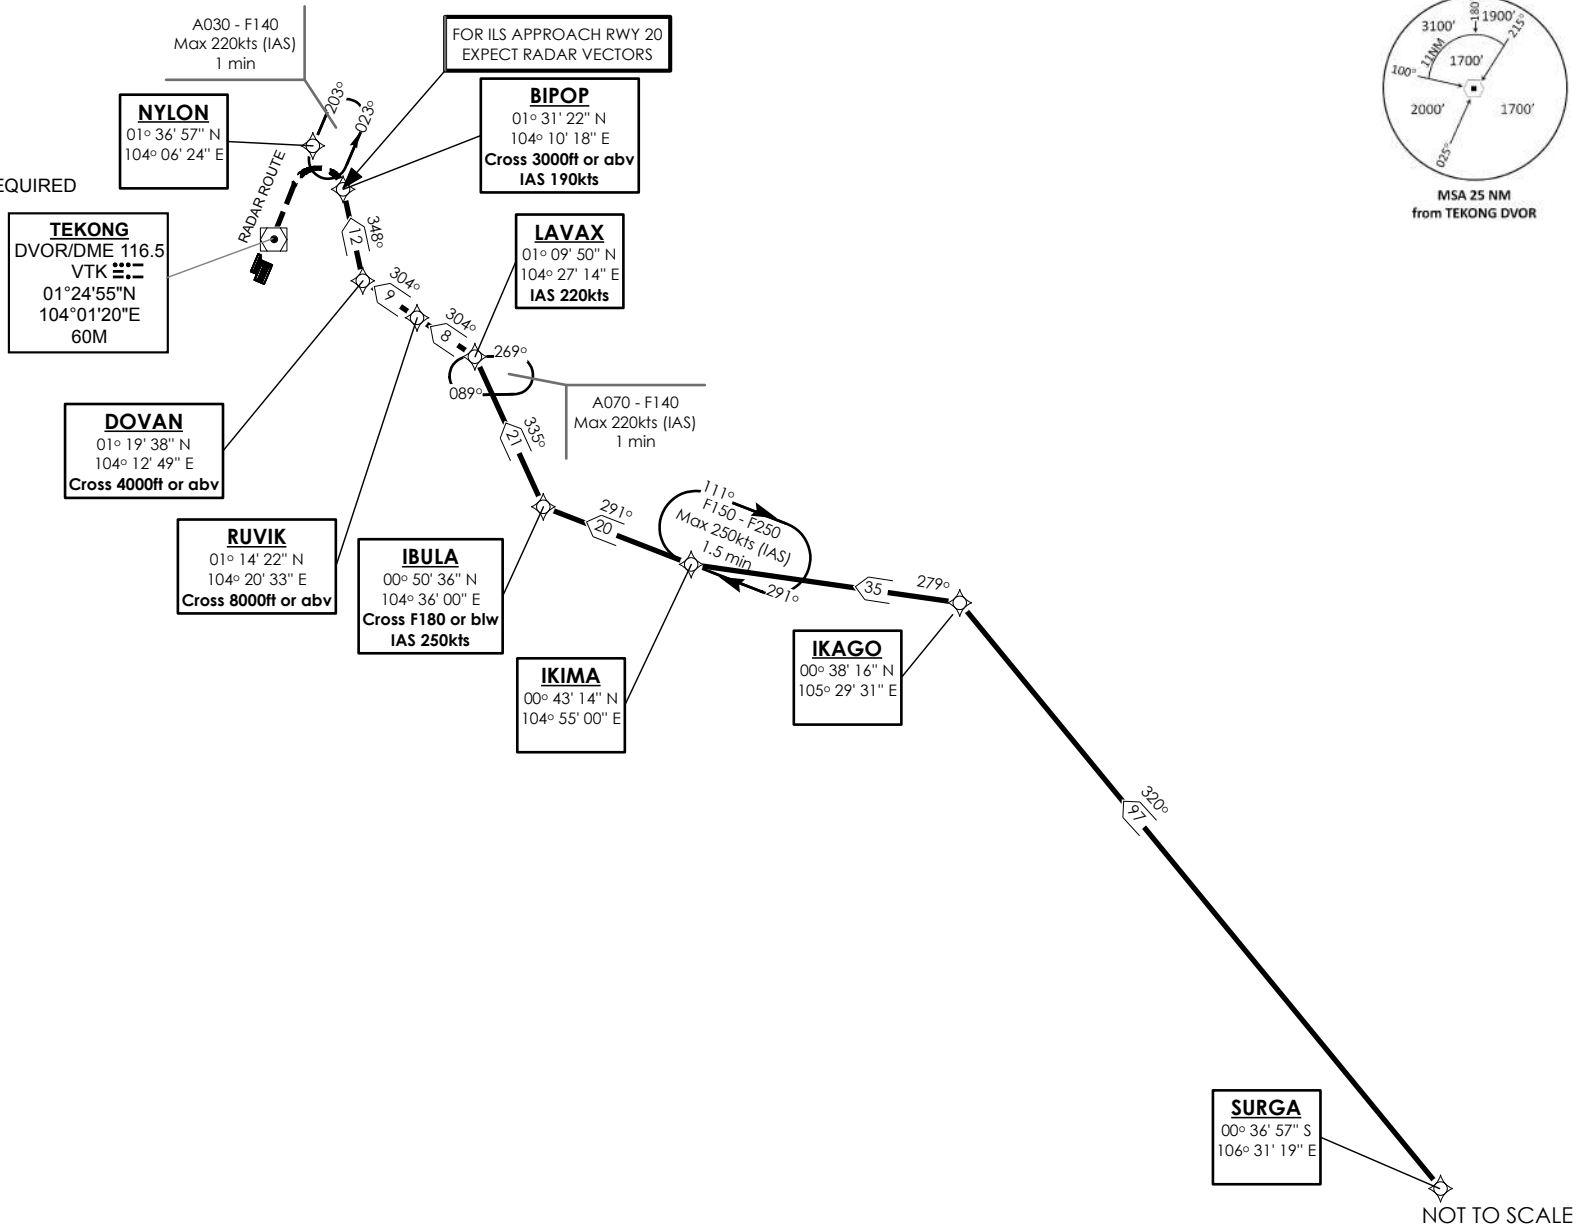 A030 - F140
Max 220kts (IAS)
1 min
FOR ILS APPROACH RWY 20
EXPECT RADAR VECTORS
3100'
180
1900'
215°
11NM
1700'
100°
2000'
1700'
025°
MSA 25 NM
from TEKONG DVOR
NYLON
01° 36' 57" N
104° 06' 24" E
203°
023°
BIPOP
01° 31' 22" N
104° 10' 18" E
Cross 3000ft or abv
IAS 190kts
EQUIRED
RADAR ROUTE
TEKONG
DVOR/DME 116.5
VTK
01°24'55"N
104°01'20"E
60M
348°
12
LAVAX
01° 09' 50" N
104° 27' 14" E
IAS 220kts
304°
9
304°
8
269°
089°
A070 - F140
Max 220kts (IAS)
1 min
DOVAN
01° 19' 38" N
104° 12' 49" E
Cross 4000ft or abv
335°
21
RUVIK
01° 14' 22" N
104° 20' 33" E
Cross 8000ft or abv
IBULA
00° 50' 36" N
104° 36' 00" E
Cross F180 or blw
IAS 250kts
291°
20
111°
F150 - F250
Max 250kts (IAS)
1.5 min
291°
35
279°
IKIMA
00° 43' 14" N
104° 55' 00" E
IKAGO
00° 38' 16" N
105° 29' 31" E
320°
97
SURGA
00° 36' 57" S
106° 31' 19" E
NOT TO SCALE